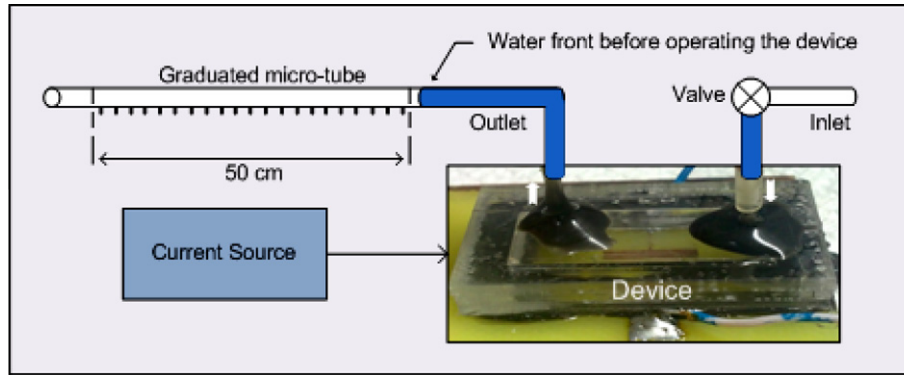 Water front before operating the device
Graduated micro-tube
Valve
Outlet
Inlet
50 cm
Current Source
Device